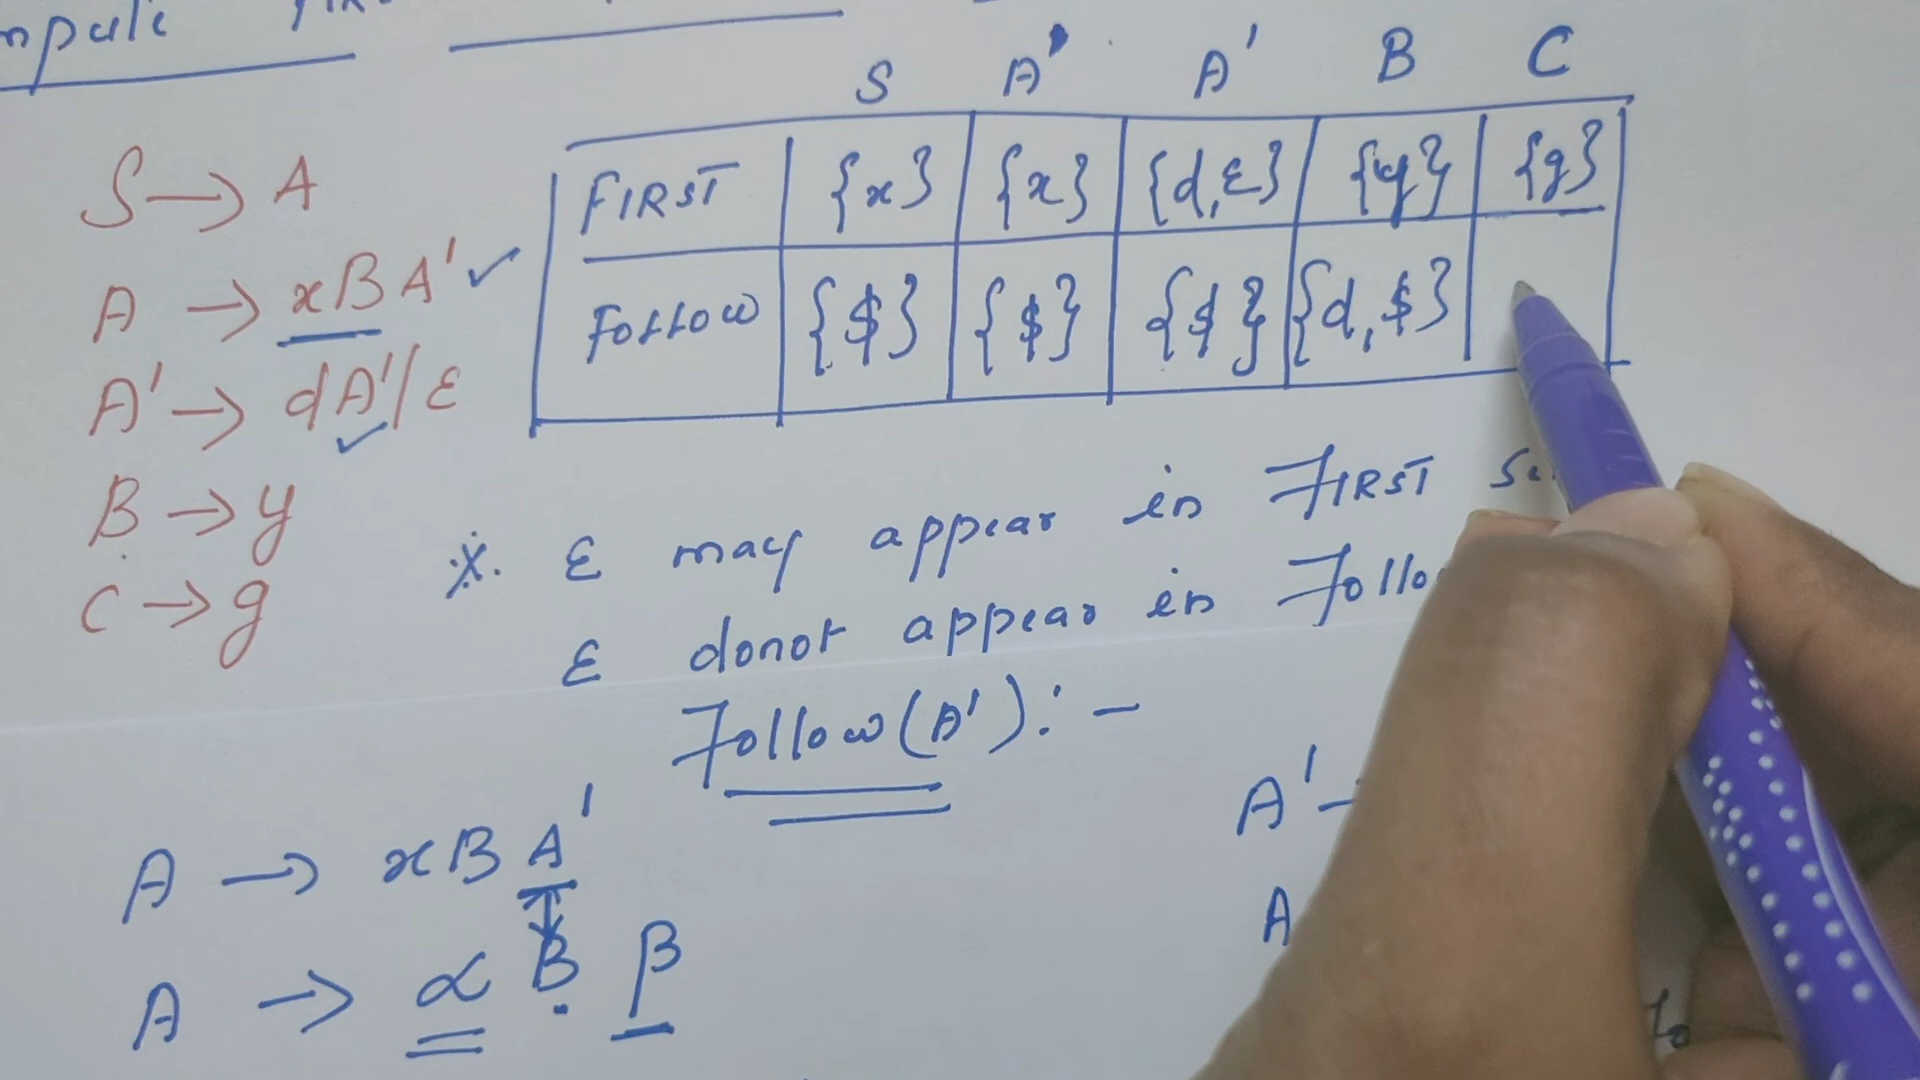 S A' A' B C
FIRST {x} {x} {d,ε} {y} {g}
Follow {$} {$} {$} {d,$}
S → A
A → xBA' ✓
A' → dA'/ε
B → y
C → g
※. ε may appear in FIRST
ε donot appear in
Follow(A'):-
A → xBA'
A → α B β
A'
A